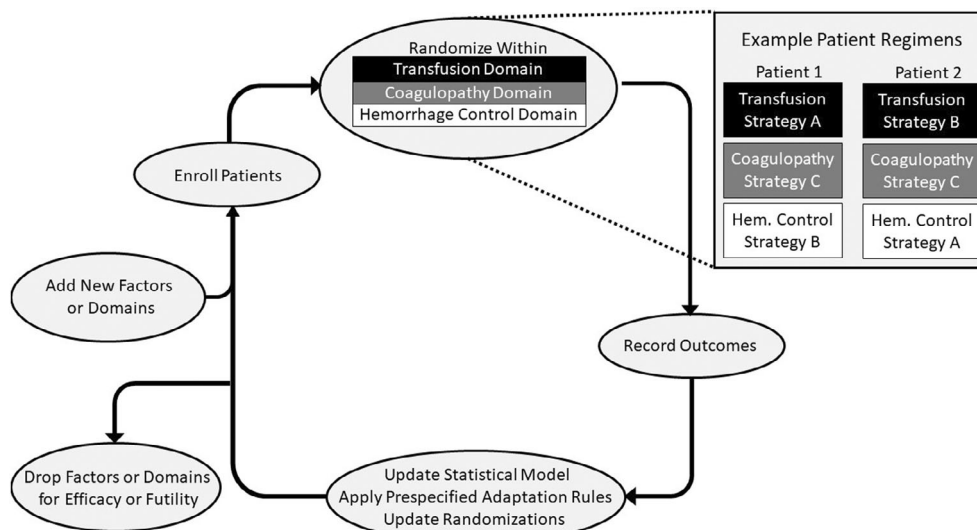 Randomize Within
Transfusion Domain
Coagulopathy Domain
Hemorrhage Control Domain
Example Patient Regimens
Patient 1
Transfusion
Strategy A
Coagulopathy
Strategy C
Hem. Control
Strategy B
Patient 2
Transfusion
Strategy B
Coagulopathy
Strategy C
Hem. Control
Strategy A
Enroll Patients
Add New Factors
or Domains
Record Outcomes
Drop Factors or Domains
for Efficacy or Futility
Update Statistical Model
Apply Prespecified Adaptation Rules
Update Randomizations